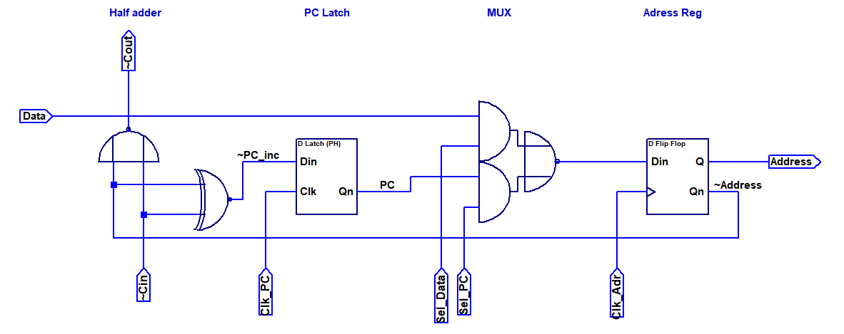 Half adder
PC Latch
MUX
Adress Reg
~Cout
Data
~PC_inc
D Latch (PH)
Din
Clk
Qn
PC
D Flip Flop
Din
Q
Qn
Address
~Address
~Cin
Clk_PC
Sel_Data
Sel_PC
Clk_Adr